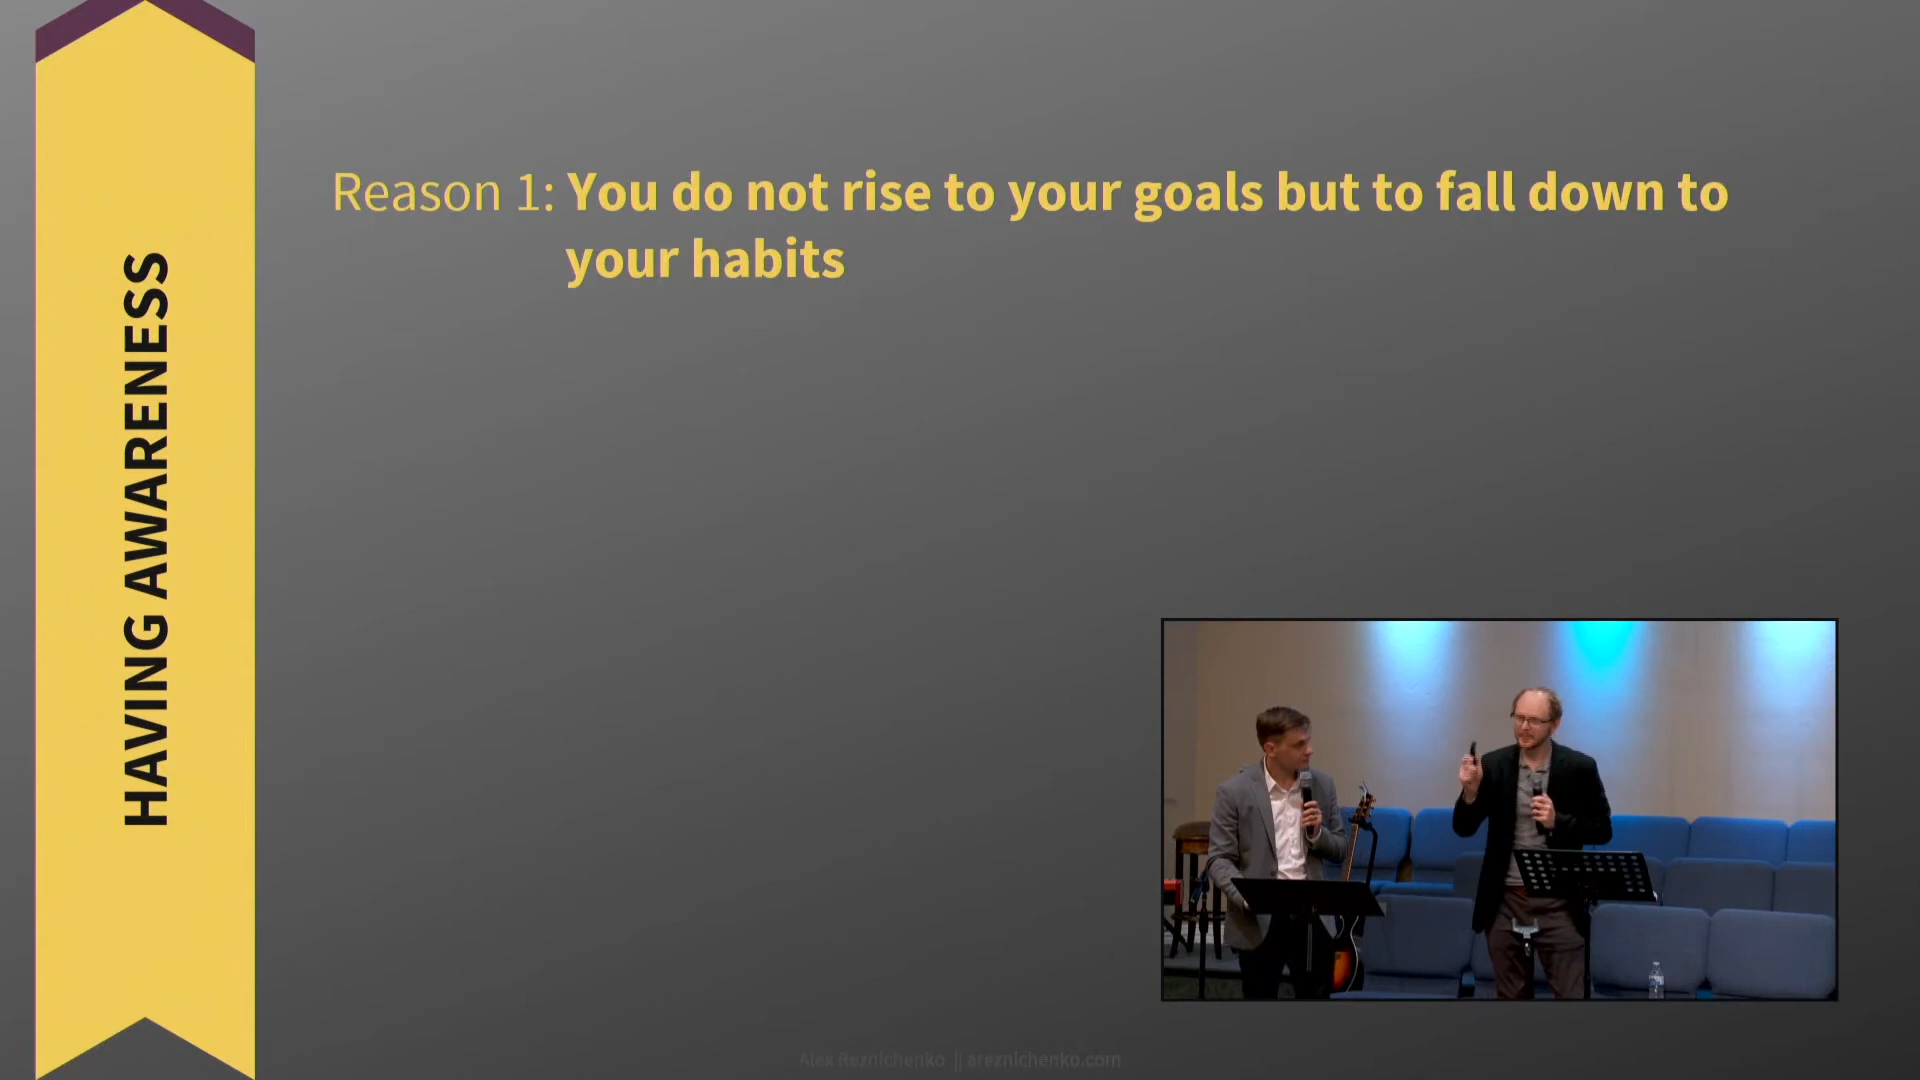 HAVING AWARENESS
Reason 1: You do not rise to your goals but to fall down to
your habits
Alex Reznichenko || areznichenko.com